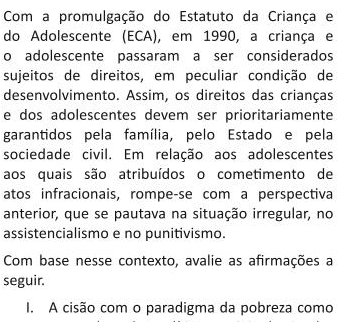 Com a promulgação do Estatuto da Criança e
do Adolescente (ECA), em 1990, a criança e
o adolescente passaram a ser considerados
sujeitos de direitos, em peculiar condição de
desenvolvimento. Assim, os direitos das crianças
e dos adolescentes devem ser prioritariamente
garantidos pela família, pelo Estado e pela
sociedade civil. Em relação aos adolescentes
aos quais são atribuídos o cometimento de
atos infracionais, rompe-se com a perspectiva
anterior, que se pautava na situação irregular, no
assistencialismo e no punitivismo.
Com base nesse contexto, avalie as afirmações a
seguir.
I. A cisão com o paradigma da pobreza como